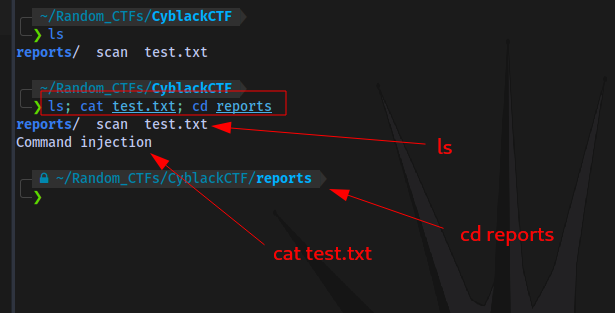 ~/Random_CTFs/CyblackCTF
❯ ls
reports/ scan test.txt
~/Random_CTFs/CyblackCTF
❯ ls; cat test.txt; cd reports
reports/ scan test.txt
ls
Command injection
~/Random_CTFs/CyblackCTF/reports
❯
cd reports
cat test.txt